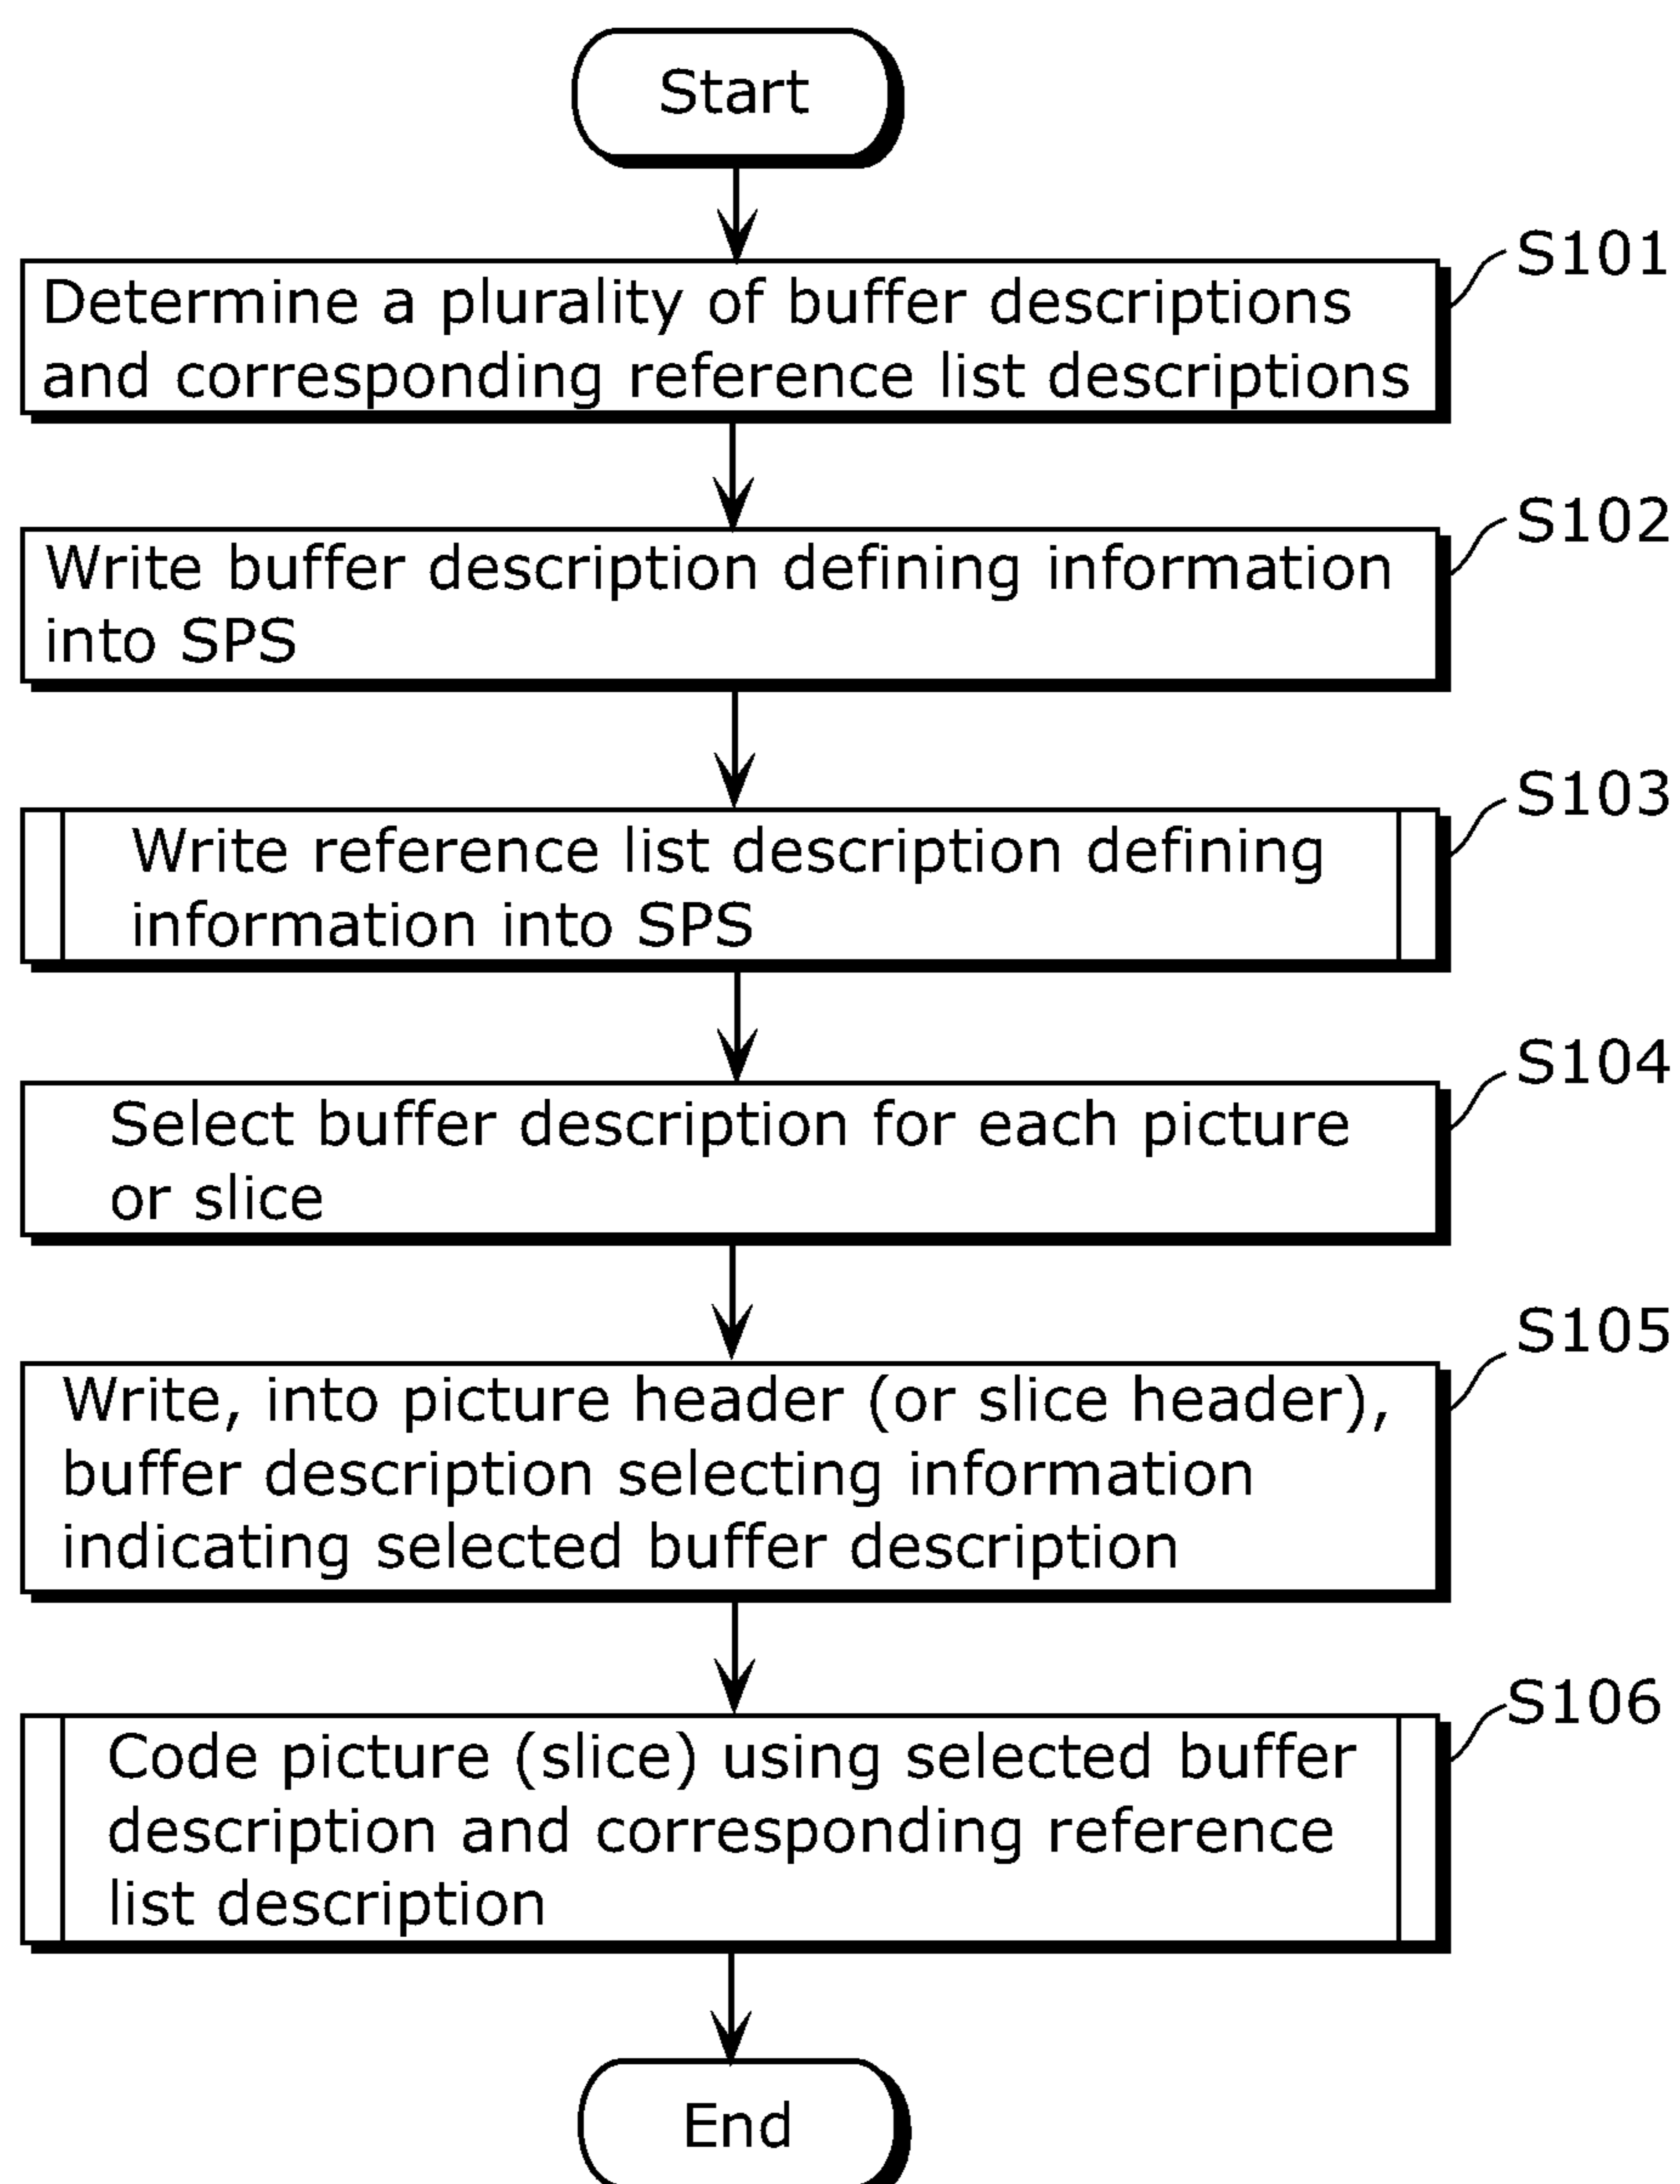 Start
S101
Determine a plurality of buffer descriptions
and corresponding reference list descriptions
S102
Write buffer description defining information
into SPS
S103
Write reference list description defining
information into SPS
S104
Select buffer description for each picture
or slice
S105
Write, into picture header (or slice header),
buffer description selecting information
indicating selected buffer description
S106
Code picture (slice) using selected buffer
description and corresponding reference
list description
End